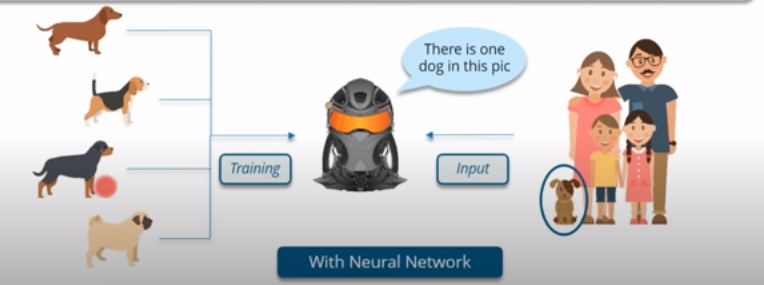 There is one
dog in this pic
Training
Input
With Neural Network